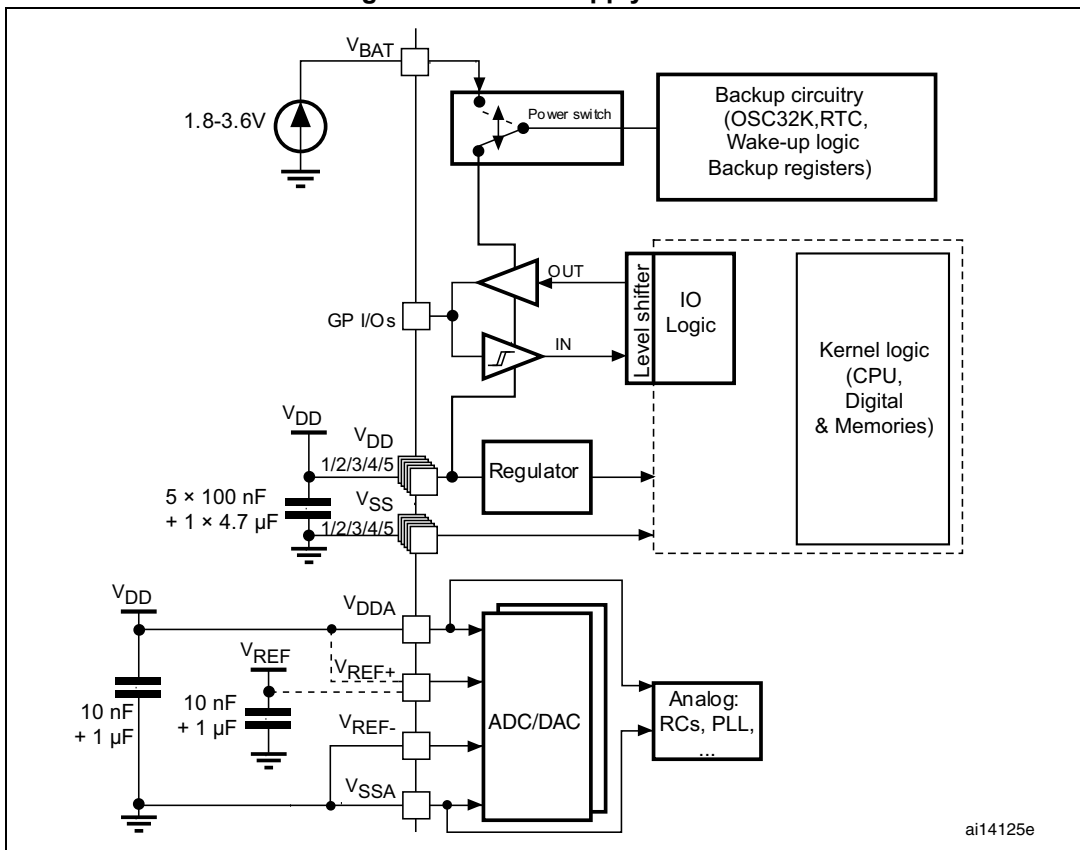 V_BAT
1.8-3.6V
Power switch
Backup circuitry
(OSC32K,RTC,
Wake-up logic
Backup registers)
GP I/Os
OUT
IN
Level shifter
IO
Logic
Kernel logic
(CPU,
Digital
& Memories)
V_DD
V_DD
1/2/3/4/5
Regulator
5 × 100 nF
+ 1 × 4.7 µF
V_SS
1/2/3/4/5
V_DD
V_DDA
V_REF
V_REF+
10 nF
+ 1 µF
10 nF
+ 1 µF
V_REF-
V_SSA
ADC/DAC
Analog:
RCs, PLL,
...
ai14125e